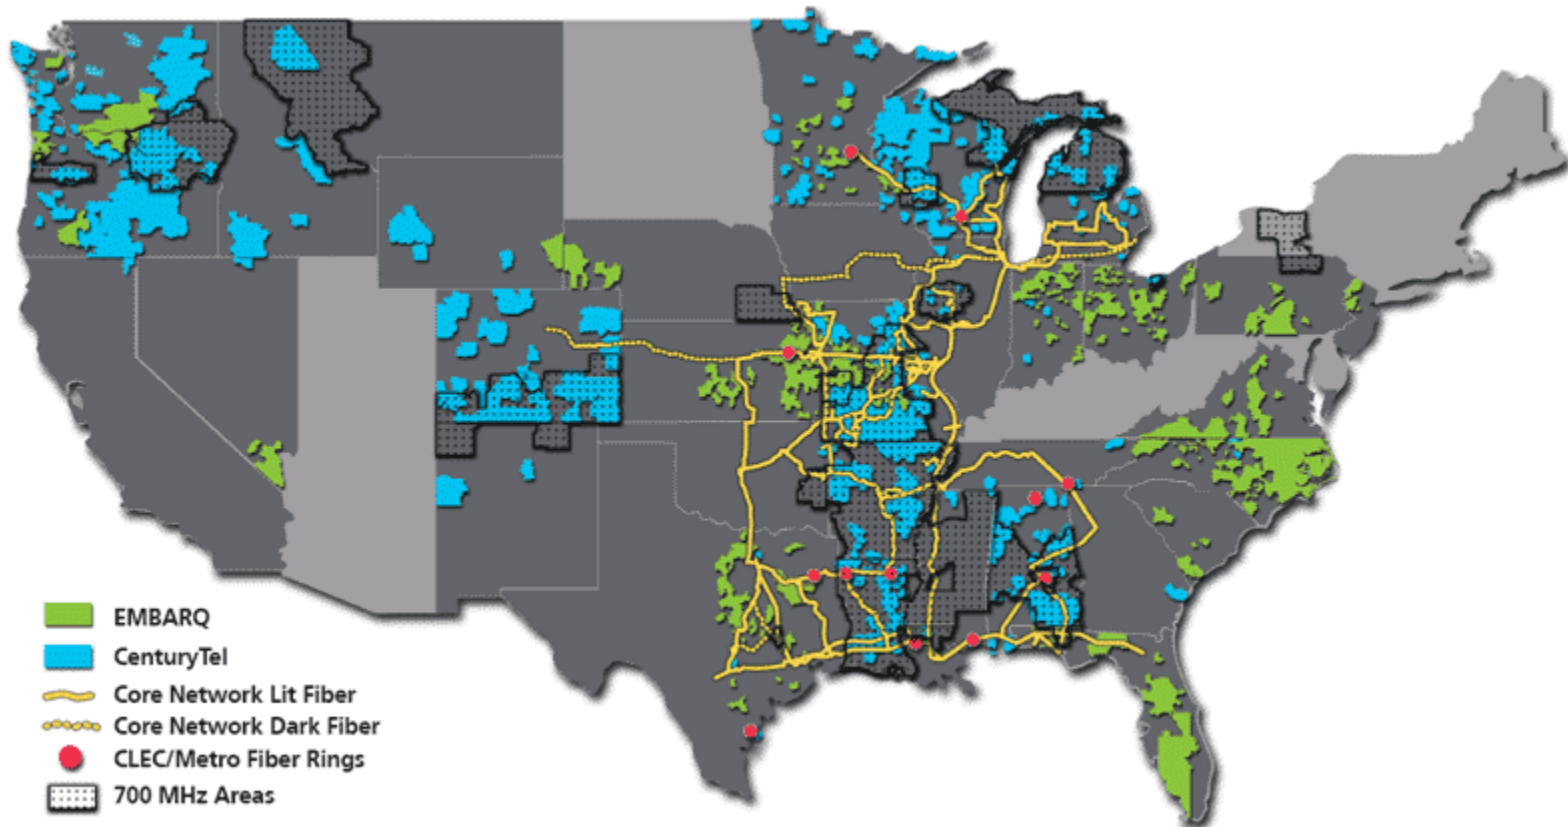 EMBARQ
CenturyTel
Core Network Lit Fiber
Core Network Dark Fiber
CLEC/Metro Fiber Rings
700 MHz Areas